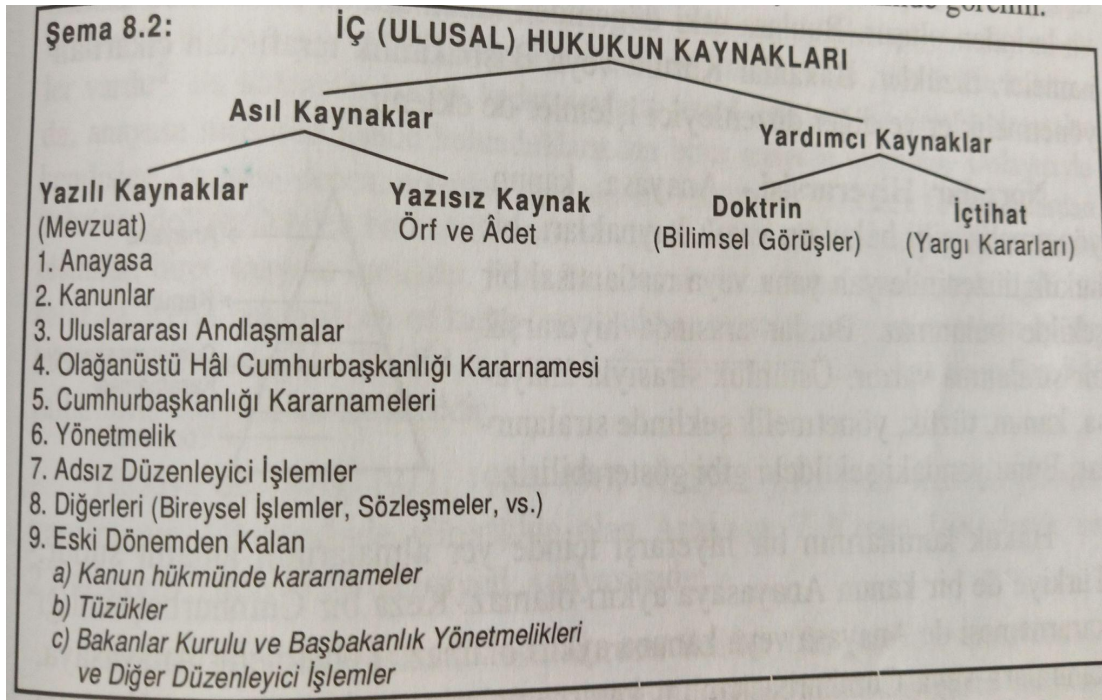 görelim.
Şema 8.2: İÇ (ULUSAL) HUKUKUN KAYNAKLARI
Asıl Kaynaklar
Yardımcı Kaynaklar
Yazılı Kaynaklar
(Mevzuat)
Yazısız Kaynak
Örf ve Âdet
Doktrin
(Bilimsel Görüşler)
İçtihat
(Yargı Kararları)
1. Anayasa
2. Kanunlar
3. Uluslararası Andlaşmalar
4. Olağanüstü Hâl Cumhurbaşkanlığı Kararnamesi
5. Cumhurbaşkanlığı Kararnameleri
6. Yönetmelik
7. Adsız Düzenleyici İşlemler
8. Diğerleri (Bireysel İşlemler, Sözleşmeler, vs.)
9. Eski Dönemden Kalan
a) Kanun hükmünde kararnameler
b) Tüzükler
c) Bakanlar Kurulu ve Başbakanlık Yönetmelikleri
ve Diğer Düzenleyici İşlemler